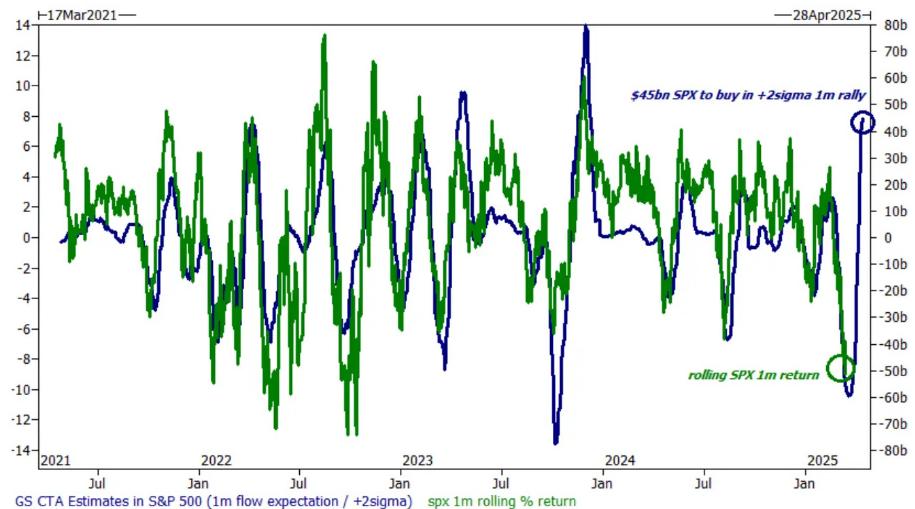 17Mar2021
28Apr2025
14
12
10
8
6
4
2
0
-2
-4
-6
-8
-10
-12
-14
80b
70b
60b
50b
40b
30b
20b
10b
0
-10b
-20b
-30b
-40b
-50b
-60b
-70b
-80b
$45bn SPX to buy in +2sigma 1m rally
rolling SPX 1m return
2021 2022 2023 2024 2025
Jul Jan Jul Jan Jul Jan Jul Jan
GS CTA Estimates in S&P 500 (1m flow expectation / +2sigma) spx 1m rolling % return